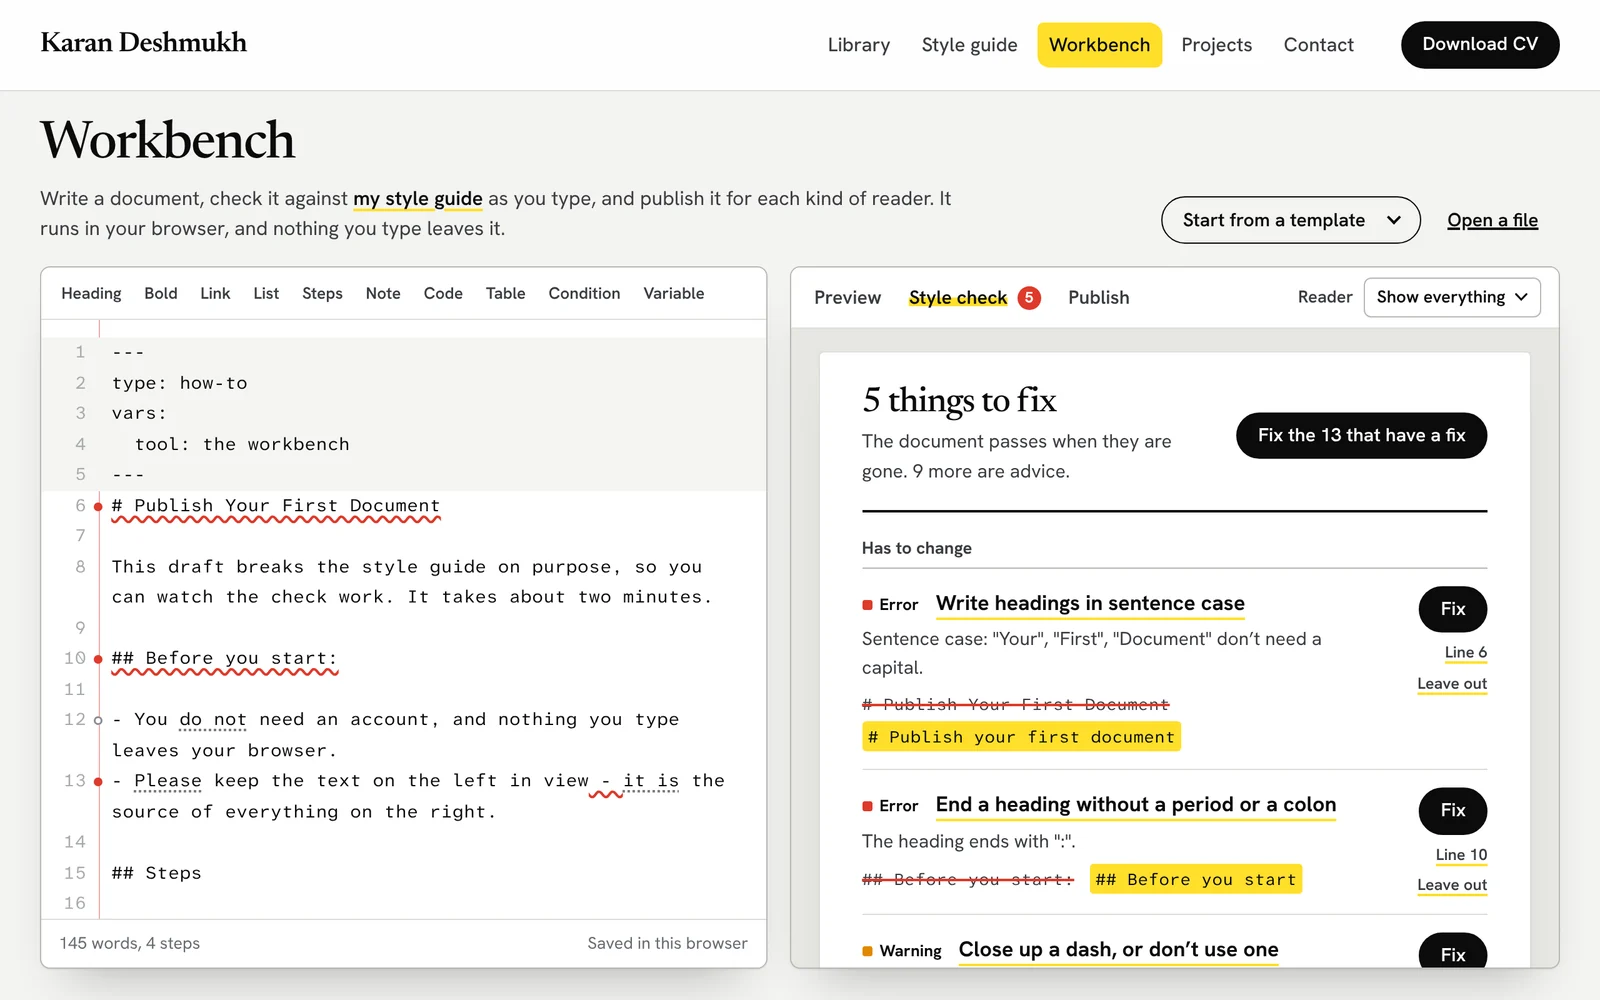 Karan Deshmukh
Library
Style guide
Workbench
Projects
Contact
Download CV
Workbench
Write a document, check it against my style guide as you type, and publish it for each kind of reader. It
runs in your browser, and nothing you type leaves it.
Start from a template
Open a file
Heading
Bold
Link
List
Steps
Note
Code
Table
Condition
Variable
1 ---
2 type: how-to
3 vars:
4 tool: the workbench
5 ---
6 # Publish Your First Document
7
8 This draft breaks the style guide on purpose, so you
can watch the check work. It takes about two minutes.
9
10 ## Before you start:
11
12 - You do not need an account, and nothing you type
leaves your browser.
13 - Please keep the text on the left in view - it is the
source of everything on the right.
14
15 ## Steps
16
145 words, 4 steps
Saved in this browser
Preview
Style check 5
Publish
Reader
Show everything
5 things to fix
The document passes when they are
gone. 9 more are advice.
Fix the 13 that have a fix
Has to change
Error Write headings in sentence case
Sentence case: "Your", "First", "Document" don’t need a
capital.
# Publish Your First Document
# Publish your first document
Fix
Line 6
Leave out
Error End a heading without a period or a colon
The heading ends with ":".
## Before you start: ## Before you start
Fix
Line 10
Leave out
Warning Close up a dash, or don’t use one
Fix